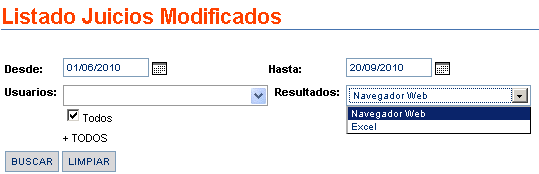 Listado Juicios Modificados
Desde: 01/06/2010 Hasta: 20/09/2010
Usuarios: Resultados: Navegador Web
Navegador Web
Todos Excel
+ TODOS
BUSCAR LIMPIAR